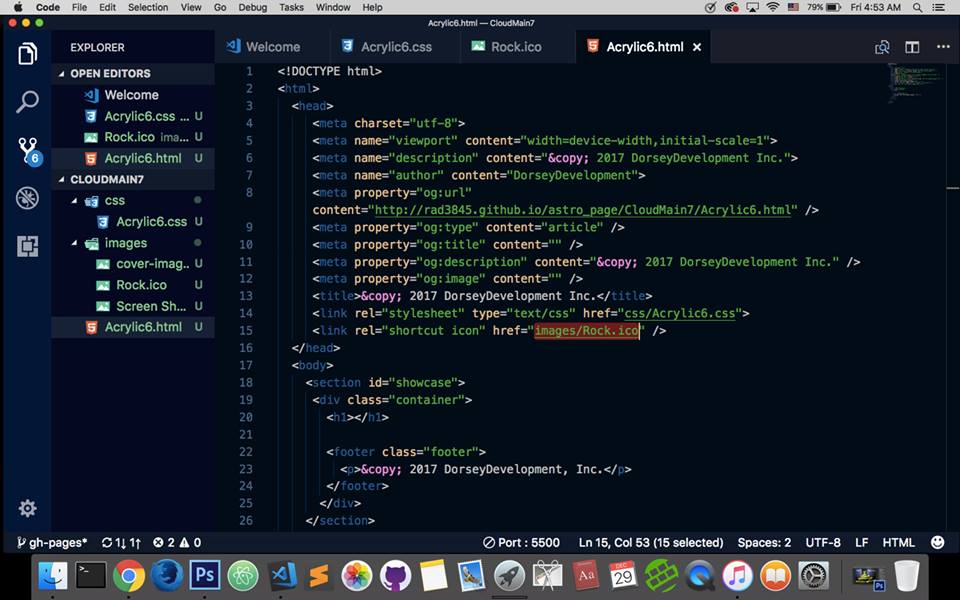 Code File Edit Selection View Go Debug Tasks Window Help 79% Fri 4:53 AM
Acrylic6.html — CloudMain7
EXPLORER
OPEN EDITORS
Welcome
Acrylic6.css ... U
Rock.ico ima... U
Acrylic6.html U
CLOUDMAIN7
css
Acrylic6.css U
images
cover-imag.. U
Rock.ico U
Screen Sh... U
Acrylic6.html U
6
Welcome Acrylic6.css Rock.ico Acrylic6.html
1 <!DOCTYPE html>
2 <html>
3 <head>
4 <meta charset="utf-8">
5 <meta name="viewport" content="width=device-width,initial-scale=1">
6 <meta name="description" content="&copy; 2017 DorseyDevelopment Inc.">
7 <meta name="author" content="DorseyDevelopment">
8 <meta property="og:url"
content="http://rad3845.github.io/astro_page/CloudMain7/Acrylic6.html" />
9 <meta property="og:type" content="article" />
10 <meta property="og:title" content="" />
11 <meta property="og:description" content="&copy; 2017 DorseyDevelopment Inc." />
12 <meta property="og:image" content="" />
13 <title>&copy; 2017 DorseyDevelopment Inc.</title>
14 <link rel="stylesheet" type="text/css" href="css/Acrylic6.css">
15 <link rel="shortcut icon" href="images/Rock.ico" />
16 </head>
17 <body>
18 <section id="showcase">
19 <div class="container">
20 <h1></h1>
21
22 <footer class="footer">
23 <p>&copy; 2017 DorseyDevelopment, Inc.</p>
24 </footer>
25 </div>
26 </section>
gh-pages* 1↓ 1↑ 2 0 Port : 5500 Ln 15, Col 53 (15 selected) Spaces: 2 UTF-8 LF HTML
Ps Aa DEC 29 Ps